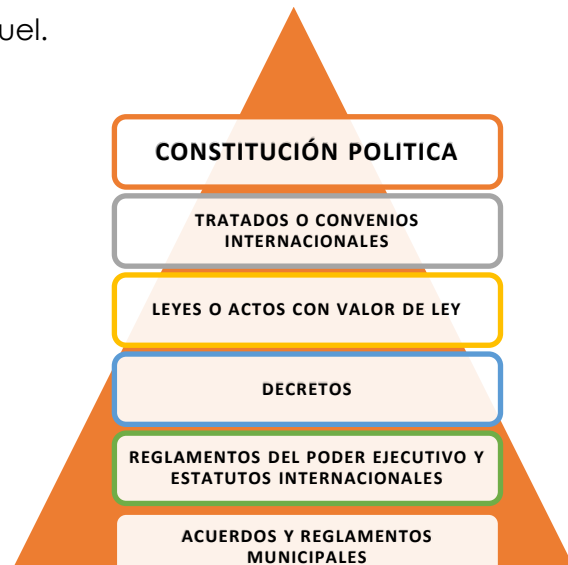 uel.
CONSTITUCIÓN POLITICA
TRATADOS O CONVENIOS
INTERNACIONALES
LEYES O ACTOS CON VALOR DE LEY
DECRETOS
REGLAMENTOS DEL PODER EJECUTIVO Y
ESTATUTOS INTERNACIONALES
ACUERDOS Y REGLAMENTOS
MUNICIPALES